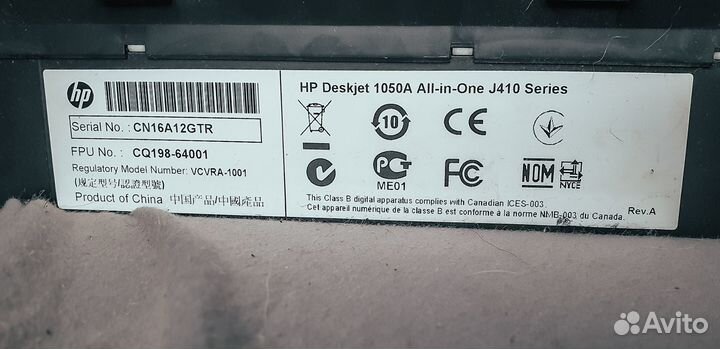 hp
Serial No. : CN16A12GTR
FPU No. : CQ198-64001
Regulatory Model Number: VCVRA-1001
(规定型号/認證型號)
Product of China 中国产品/中國產品
HP Deskjet 1050A All-in-One J410 Series
10
CE
N
PG
ME01
FC
NOM
NYCE
This Class B digital apparatus complies with Canadian ICES-003.
Cet appareil numérique de la classe B est conforme à la norme NMB-003 du Canada.
Rev.A
Avito